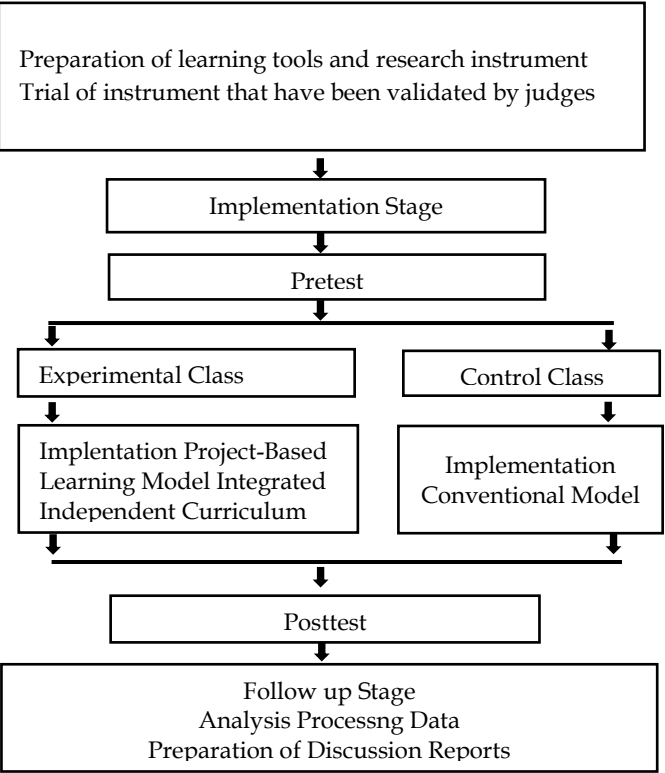 Preparation of learning tools and research instrument
Trial of instrument that have been validated by judges
Implementation Stage
Pretest
Experimental Class
Control Class
Implentation Project-Based
Learning Model Integrated
Independent Curriculum
Implementation
Conventional Model
Posttest
Follow up Stage
Analysis Processng Data
Preparation of Discussion Reports